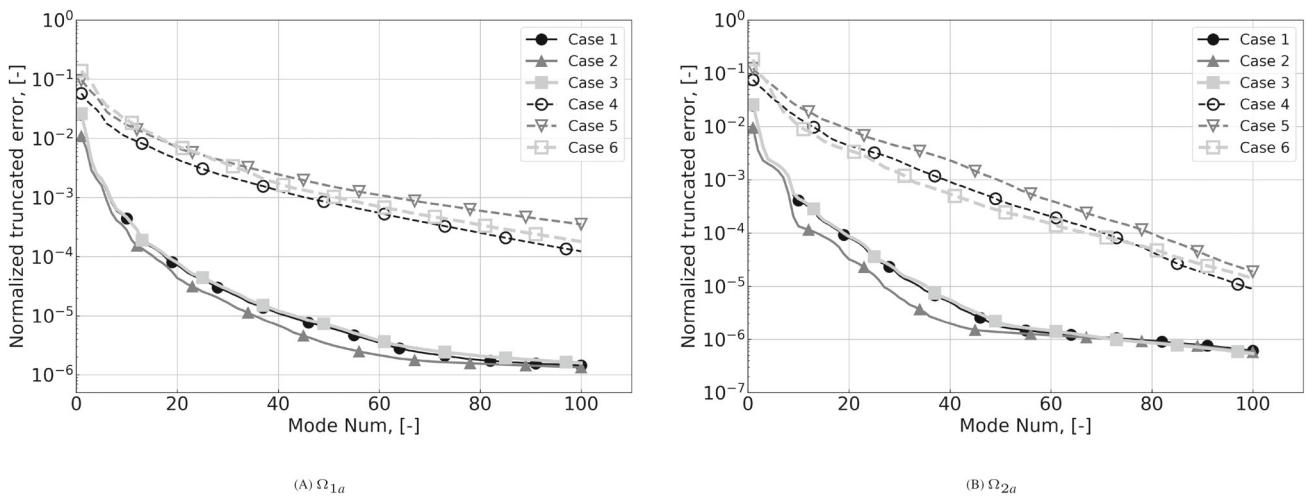 Normalized truncated error, [-]
10^0
10^-1
10^-2
10^-3
10^-4
10^-5
10^-6
0
20
40
60
80
100
Mode Num, [-]
Case 1
Case 2
Case 3
Case 4
Case 5
Case 6
(A) Ω1a
Normalized truncated error, [-]
10^0
10^-1
10^-2
10^-3
10^-4
10^-5
10^-6
10^-7
0
20
40
60
80
100
Mode Num, [-]
Case 1
Case 2
Case 3
Case 4
Case 5
Case 6
(B) Ω2a